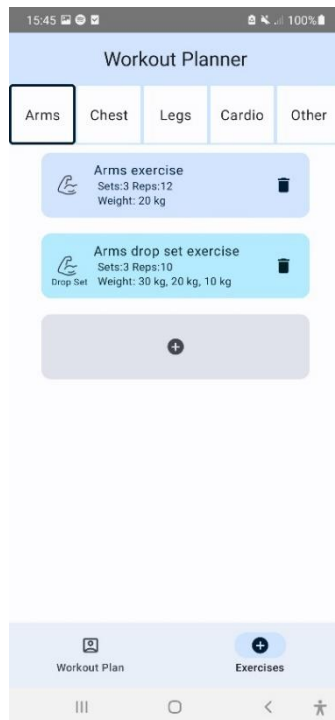 15:45 100%
Workout Planner
Arms Chest Legs Cardio Other
Arms exercise
Sets:3 Reps:12
Weight: 20 kg
Arms drop set exercise
Sets:3 Reps:10
Drop Set Weight: 30 kg, 20 kg, 10 kg
Workout Plan Exercises